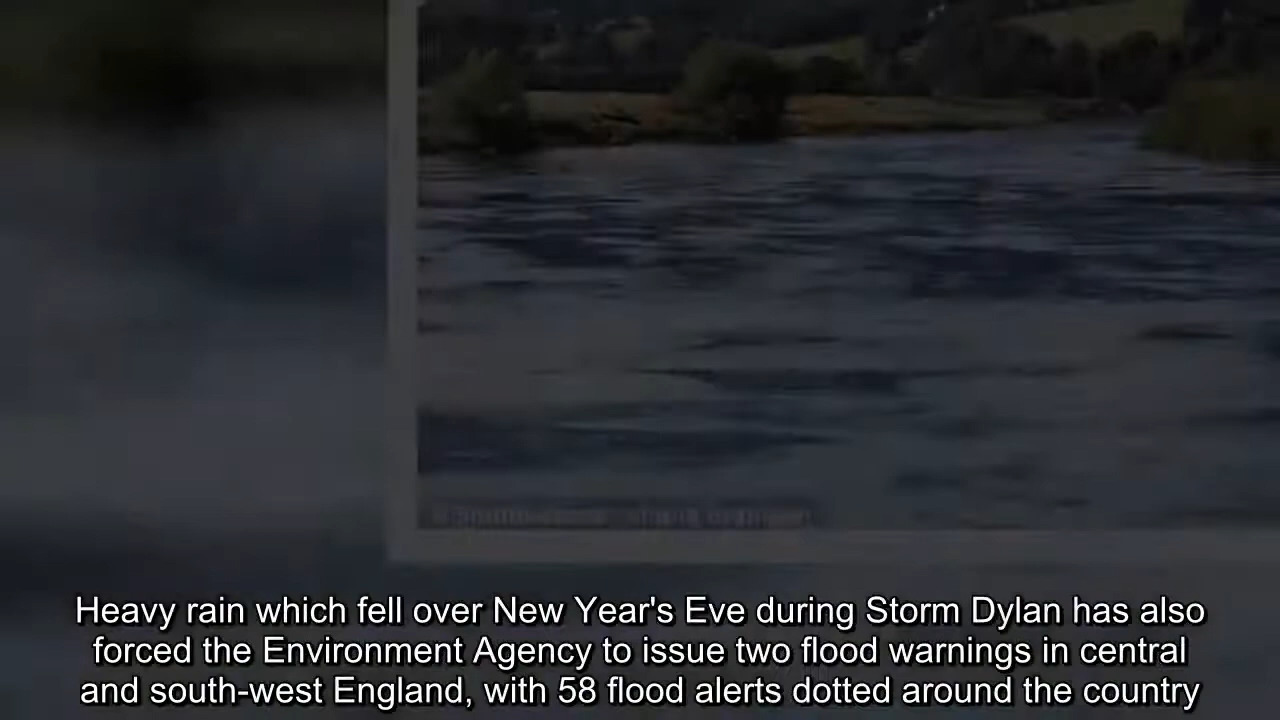 Heavy rain which fell over New Year's Eve during Storm Dylan has also
forced the Environment Agency to issue two flood warnings in central
and south-west England, with 58 flood alerts dotted around the country